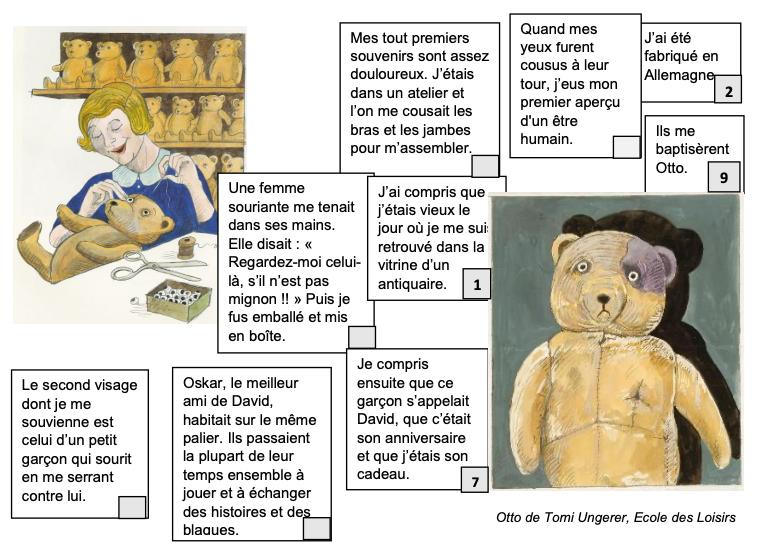 Mes tout premiers
souvenirs sont assez
douloureux. J'étais
dans un atelier et
l'on me cousait les
bras et les jambes
pour m'assembler.
Quand mes
yeux furent
cousus à leur
tour, j'eus mon
premier aperçu
d'un être
humain.
J'ai été
fabriqué en
Allemagne
2
Ils me
baptisèrent
Otto.
9
Une femme
souriante me tenait
dans ses mains.
Elle disait : «
Regardez-moi celui-
là, s'il n'est pas
mignon !! » Puis je
fus emballé et mis
en boîte.
J'ai compris que
j'étais vieux le
jour où je me suis
retrouvé dans la
vitrine d'un
antiquaire.
1
Le second visage
dont je me
souvienne est
celui d'un petit
garçon qui sourit
en me serrant
contre lui.
Oskar, le meilleur
ami de David,
habitait sur le même
palier. Ils passaient
la plupart de leur
temps ensemble à
jouer et à échanger
des histoires et des
blagues.
Je compris
ensuite que ce
garçon s'appelait
David, que c'était
son anniversaire
et que j'étais son
cadeau.
7
Otto de Tomi Ungerer, Ecole des Loisirs